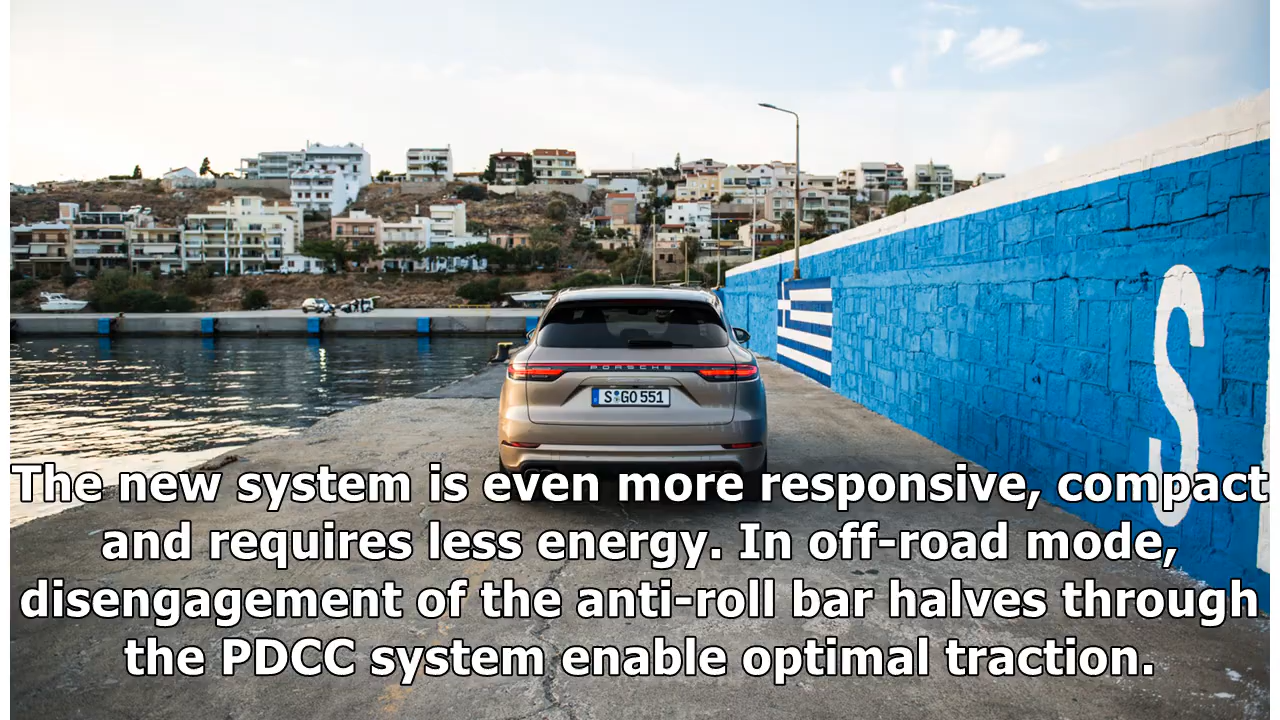 S
PORSCHE
S GO 551
The new system is even more responsive, compact
and requires less energy. In off-road mode,
disengagement of the anti-roll bar halves through
the PDCC system enable optimal traction.